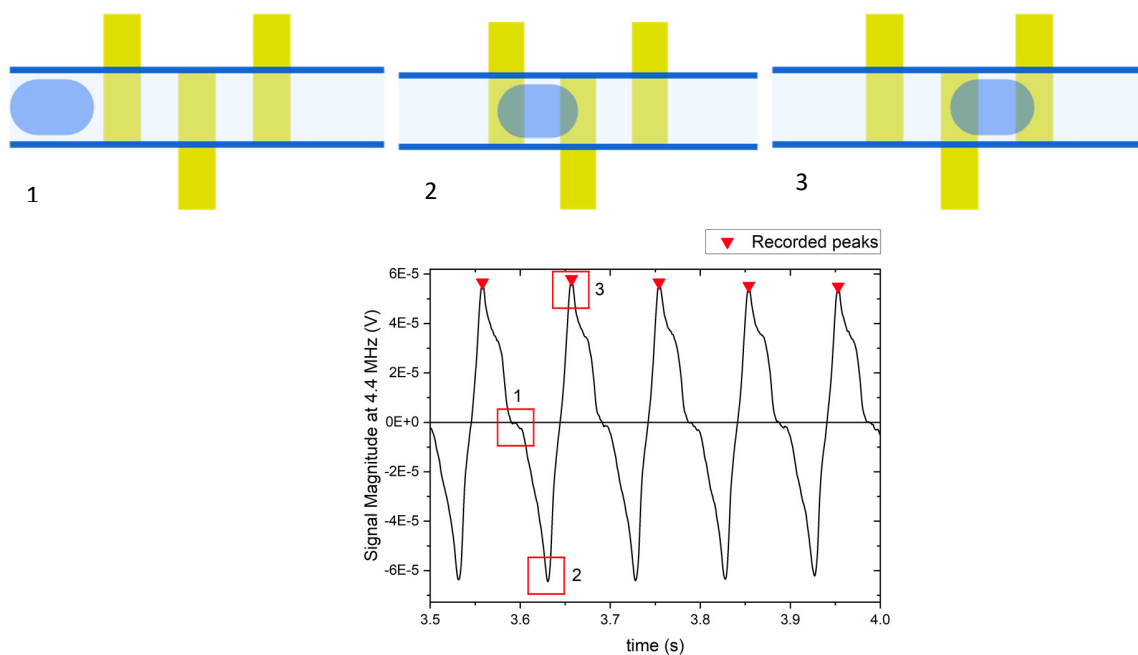 1
2
3
Recorded peaks
6E-5
4E-5
2E-5
0E+0
-2E-5
-4E-5
-6E-5
Signal Magnitude at 4.4 MHz (V)
3
1
2
3.5 3.6 3.7 3.8 3.9 4.0
time (s)